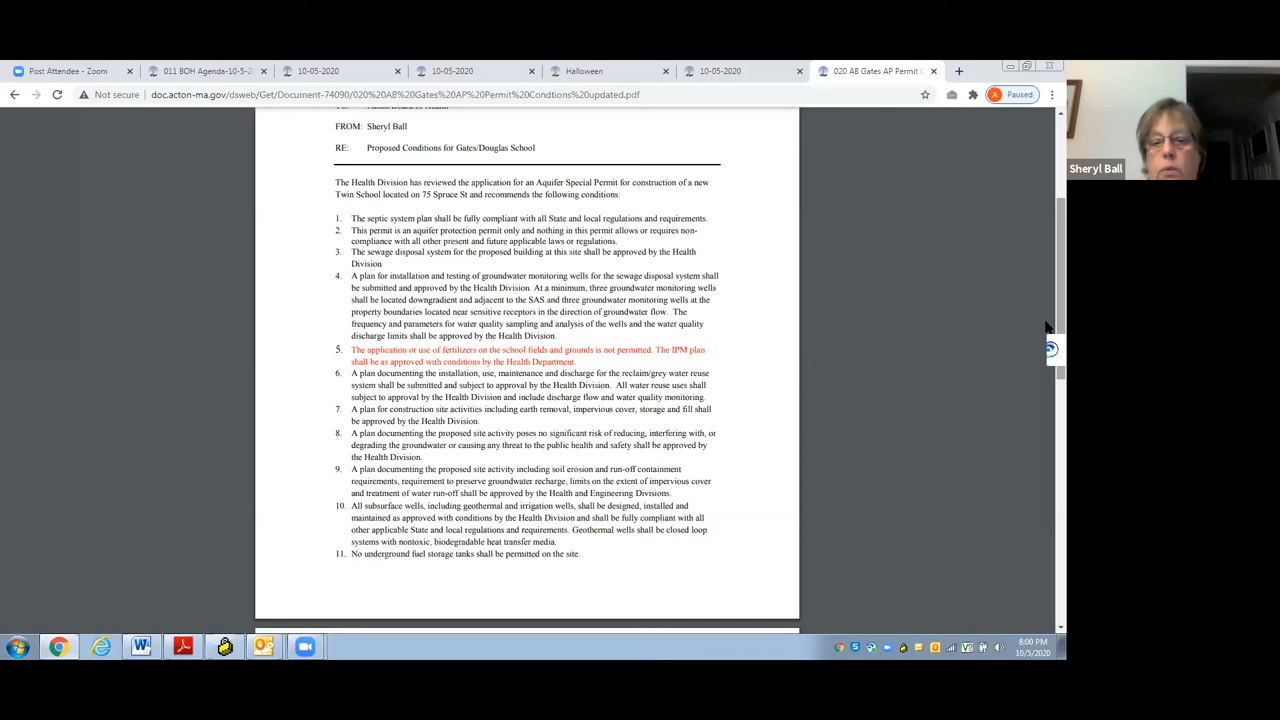 Post Attendee - Zoom
011 BOH Agenda-10-5-2
10-05-2020
10-05-2020
Halloween
10-05-2020
020 AB Gates AP Permit C
Not secure
doc.acton-ma.gov/dsweb/Get/Document-74090/020%20AB%20Gates%20AP%20Permit%20Condtions%20updated.pdf
Paused
FROM: Sheryl Ball
RE: Proposed Conditions for Gates/Douglas School
The Health Division has reviewed the application for an Aquifer Special Permit for construction of a new
Twin School located on 75 Spruce St and recommends the following conditions:
1. The septic system plan shall be fully compliant with all State and local regulations and requirements.
2. This permit is an aquifer protection permit only and nothing in this permit allows or requires non-
compliance with all other present and future applicable laws or regulations.
3. The sewage disposal system for the proposed building at this site shall be approved by the Health
Division
4. A plan for installation and testing of groundwater monitoring wells for the sewage disposal system shall
be submitted and approved by the Health Division. At a minimum, three groundwater monitoring wells
shall be located downgradient and adjacent to the SAS and three groundwater monitoring wells at the
property boundaries located near sensitive receptors in the direction of groundwater flow. The
frequency and parameters for water quality sampling and analysis of the wells and the water quality
discharge limits shall be approved by the Health Division.
5. The application or use of fertilizers on the school fields and grounds is not permitted. The IPM plan
shall be as approved with conditions by the Health Department.
6. A plan documenting the installation, use, maintenance and discharge for the reclaim/grey water reuse
system shall be submitted and subject to approval by the Health Division. All water reuse uses shall
subject to approval by the Health Division and include discharge flow and water quality monitoring.
7. A plan for construction site activities including earth removal, impervious cover, storage and fill shall
be approved by the Health Division.
8. A plan documenting the proposed site activity poses no significant risk of reducing, interfering with, or
degrading the groundwater or causing any threat to the public health and safety shall be approved by
the Health Division.
9. A plan documenting the proposed site activity including soil erosion and run-off containment
requirements, requirement to preserve groundwater recharge, limits on the extent of impervious cover
and treatment of water run-off shall be approved by the Health and Engineering Divisions.
10. All subsurface wells, including geothermal and irrigation wells, shall be designed, installed and
maintained as approved with conditions by the Health Division and shall be fully compliant with all
other applicable State and local regulations and requirements. Geothermal wells shall be closed loop
systems with nontoxic, biodegradable heat transfer media.
11. No underground fuel storage tanks shall be permitted on the site.
Sheryl Ball
8:00 PM
10/5/2020